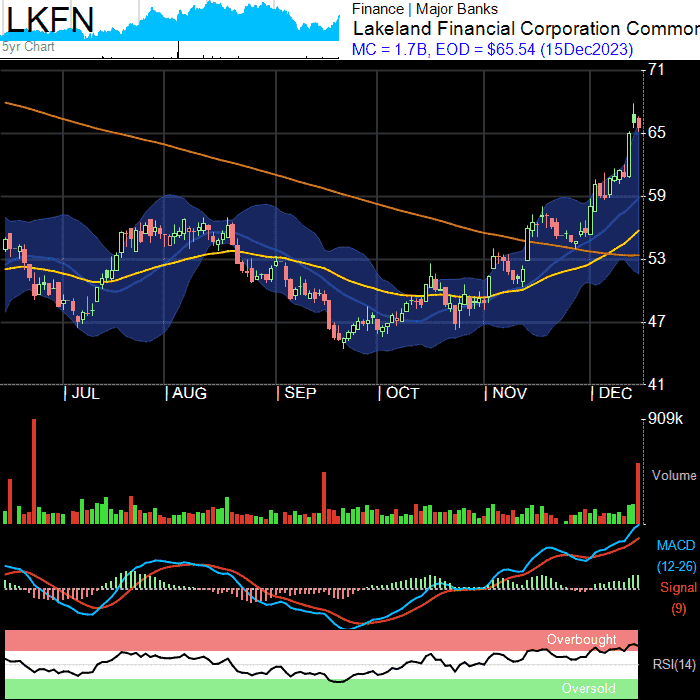 LKFN
5yr Chart
Finance | Major Banks
Lakeland Financial Corporation Common
MC = 1.7B, EOD = $65.54 (15Dec2023)
71
65
59
53
47
41
| JUL | AUG | SEP | OCT | NOV | DEC
909k
Volume
MACD
(12-26)
Signal
(9)
Overbought
RSI(14)
Oversold